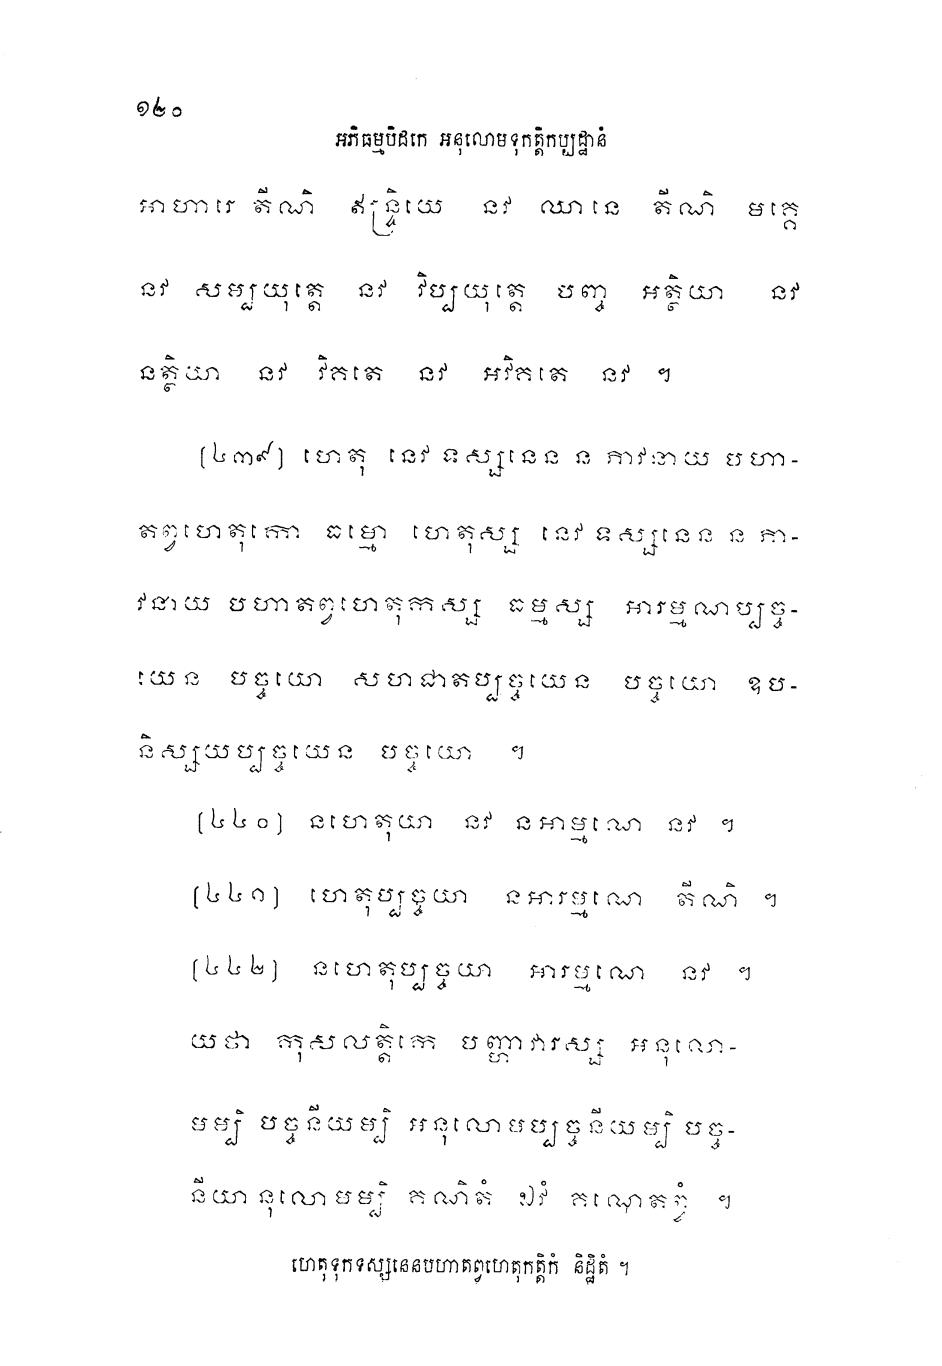 ១២០
អភិធម្មបិដកេ អនុលោមទុកត្តិកប្បដ្ឋានំ
អាហារេ តីណិ ឥន្ទ្រិយេ នវ ឈានេ តីណិ មគ្គេ
នវ សម្បយុត្តេ នវ វិប្បយុត្តេ បញ្ច អត្ថិយា នវ
នត្ថិយា នវ វិគតេ នវ អវិគតេ នវ ។
(៤៣៩) ហេតុ នេវ ទស្សនេន ន ភាវនាយ បហា-
តព្វហេតុកោ ធម្មោ ហេតុស្ស នេវ ទស្សនេន ន ភា-
វនាយ បហាតព្វហេតុកស្ស ធម្មស្ស អារម្មណប្បច្ច-
យេន បច្ចយោ សហជាតប្បច្ចយេន បច្ចយោ ឧប-
និស្សយប្បច្ចយេន បច្ចយោ ។
(៤៤០) នហេតុយា នវ នអាម្មណេ នវ ។
(៤៤១) ហេតុប្បច្ចយា នអារម្មណេ តីណិ ។
(៤៤២) នហេតុប្បច្ចយា អារម្មណេ នវ ។
យថា កុសលត្តិកេ បញ្ហាវារស្ស អនុលោ-
មម្បិ បច្ចនីយម្បិ អនុលោមប្បច្ចនីយម្បិ បច្ច-
នីយានុលោមម្បិ គណិតំ ឯវំ គណេតព្វំ ។
ហេតុទុកទស្សនេនបហាតព្វហេតុកត្តិកំ និដ្ឋិតំ ។